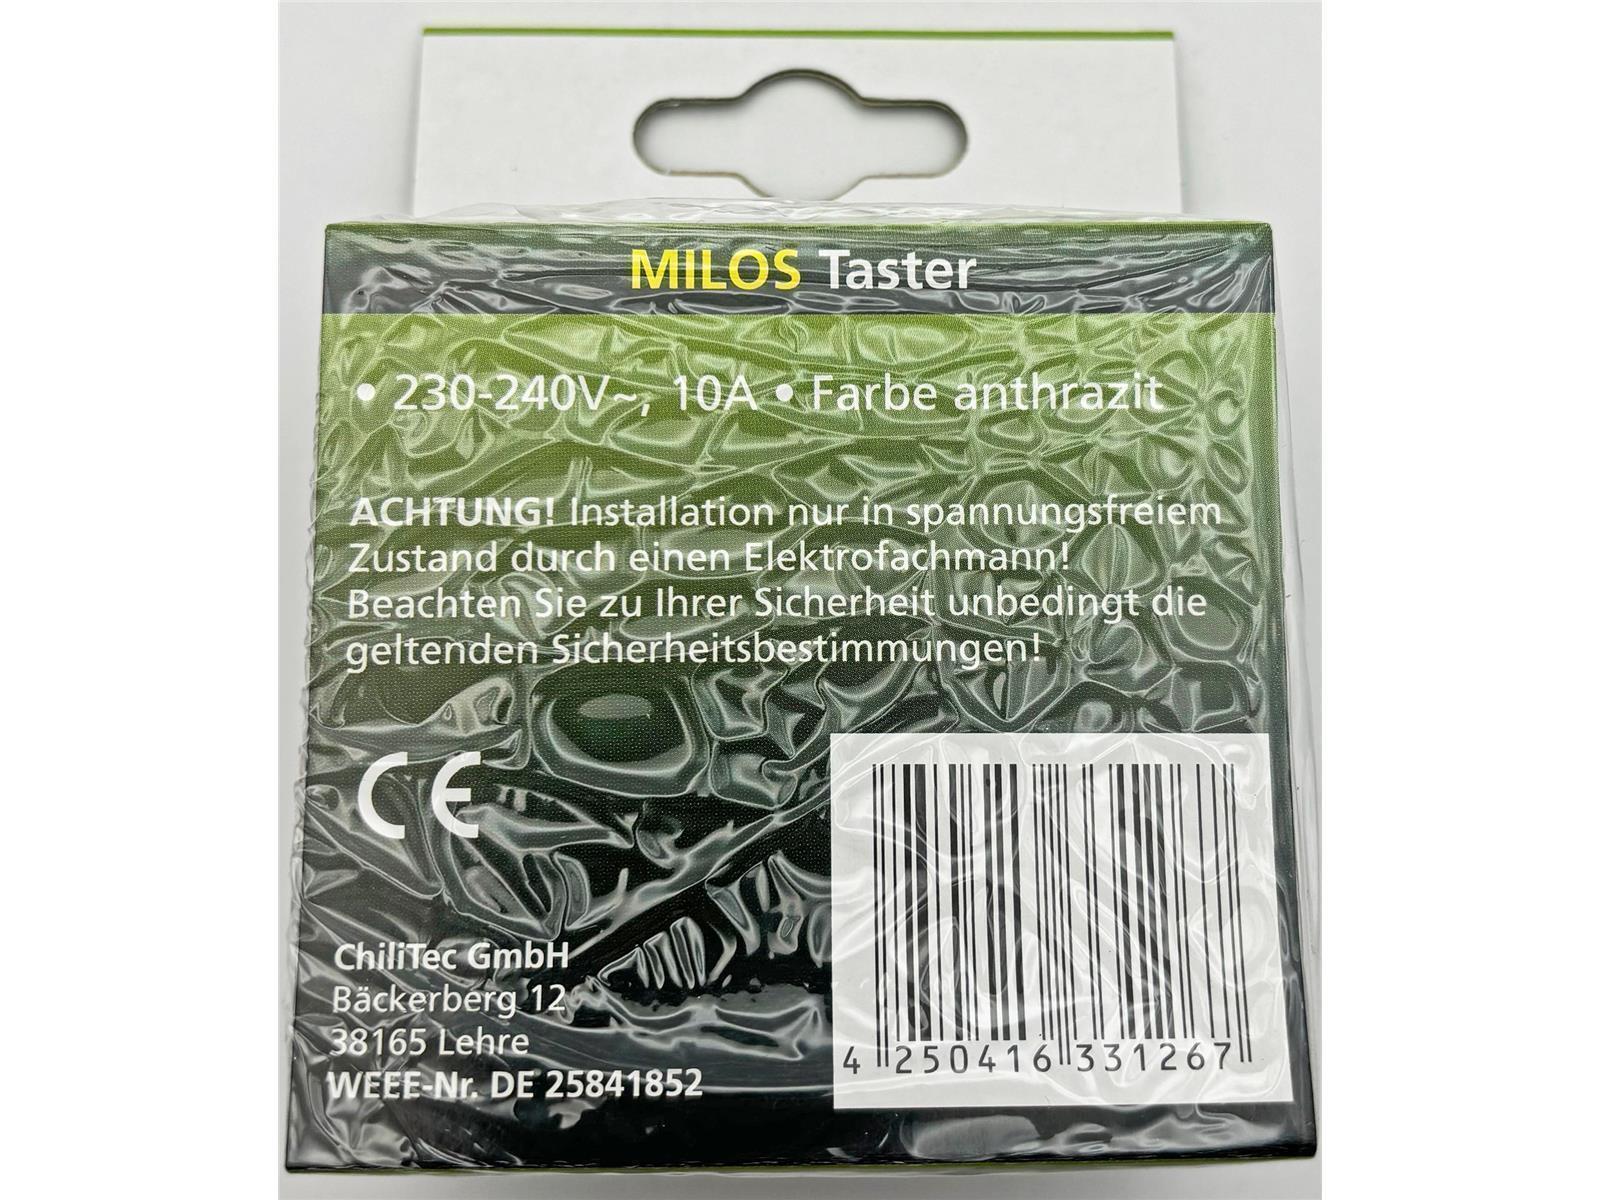 MILOS Taster
• 230-240V~, 10A • Farbe anthrazit
ACHTUNG! Installation nur in spannungsfreiem
Zustand durch einen Elektrofachmann!
Beachten Sie zu Ihrer Sicherheit unbedingt die
geltenden Sicherheitsbestimmungen!
CE
ChiliTec GmbH
Bäckerberg 12
38165 Lehre
WEEE-Nr. DE 25841852
4 250416 331267